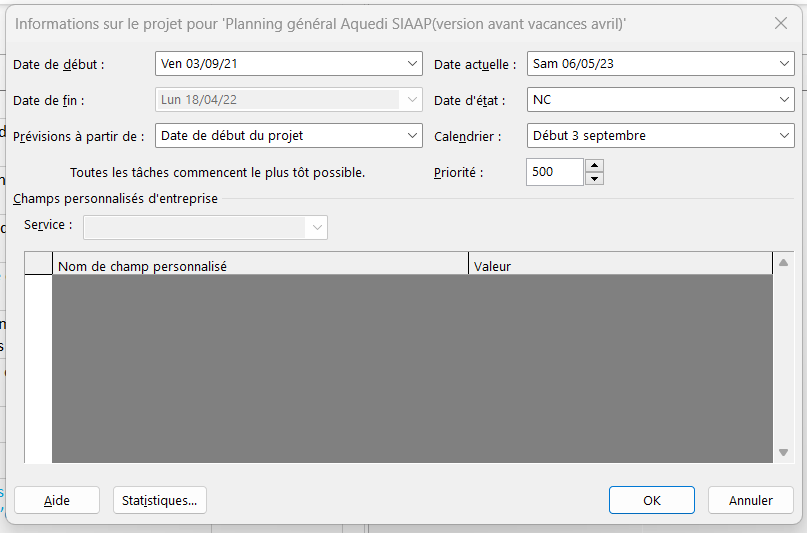 Informations sur le projet pour 'Planning général Aquedi SIAAP(version avant vacances avril)'
Date de début : Ven 03/09/21 Date actuelle : Sam 06/05/23
Date de fin : Lun 18/04/22 Date d'état : NC
Prévisions à partir de : Date de début du projet Calendrier : Début 3 septembre
Toutes les tâches commencent le plus tôt possible. Priorité : 500
Champs personnalisés d'entreprise
Service :
Nom de champ personnalisé Valeur
Aide Statistiques... OK Annuler